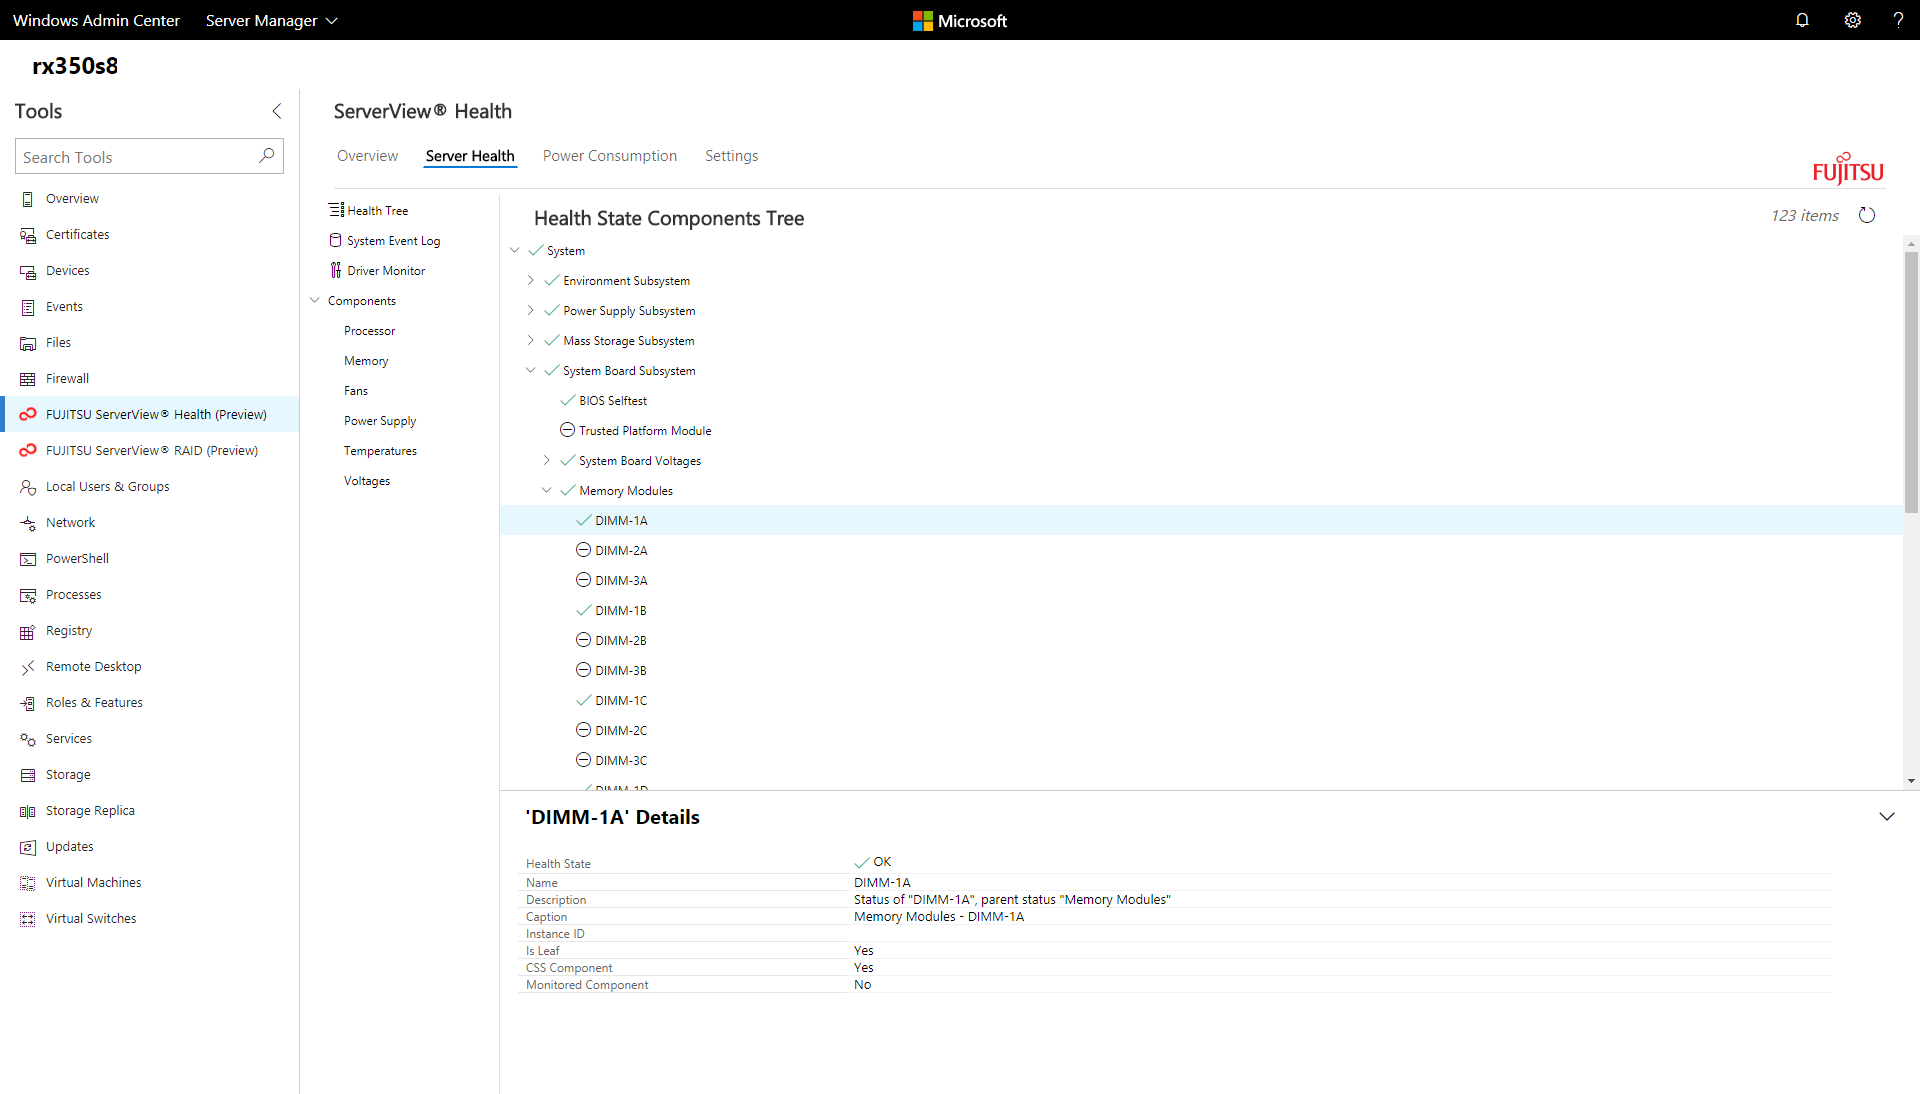 Windows Admin Center Server Manager Microsoft ?
rx350s8
Tools
Search Tools
Overview
Certificates
Devices
Events
Files
Firewall
FUJITSU ServerView® Health (Preview)
FUJITSU ServerView® RAID (Preview)
Local Users & Groups
Network
PowerShell
Processes
Registry
Remote Desktop
Roles & Features
Services
Storage
Storage Replica
Updates
Virtual Machines
Virtual Switches
ServerView® Health
Overview Server Health Power Consumption Settings
FUJITSU
Health Tree
System Event Log
Driver Monitor
Components
Processor
Memory
Fans
Power Supply
Temperatures
Voltages
Health State Components Tree
123 items
System
Environment Subsystem
Power Supply Subsystem
Mass Storage Subsystem
System Board Subsystem
BIOS Selftest
Trusted Platform Module
System Board Voltages
Memory Modules
DIMM-1A
DIMM-2A
DIMM-3A
DIMM-1B
DIMM-2B
DIMM-3B
DIMM-1C
DIMM-2C
DIMM-3C
DIMM-1D
'DIMM-1A' Details
Health State OK
Name DIMM-1A
Description Status of "DIMM-1A", parent status "Memory Modules"
Caption Memory Modules - DIMM-1A
Instance ID
Is Leaf Yes
CSS Component Yes
Monitored Component No